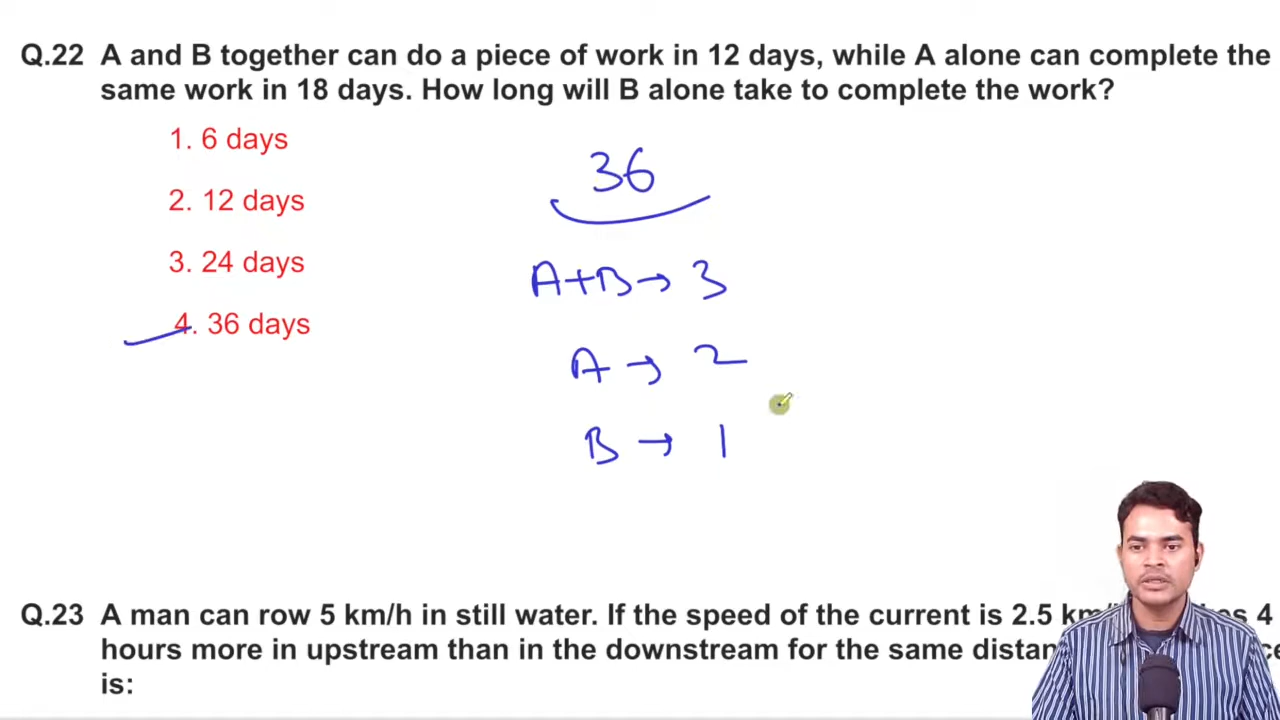 Q.22 A and B together can do a piece of work in 12 days, while A alone can complete the
same work in 18 days. How long will B alone take to complete the work?
1. 6 days
2. 12 days
3. 24 days
4. 36 days
36
A+B→ 3
A → 2
B → 1
Q.23 A man can row 5 km/h in still water. If the speed of the current is 2.5 4
hours more in upstream than in the downstream for the same
is: